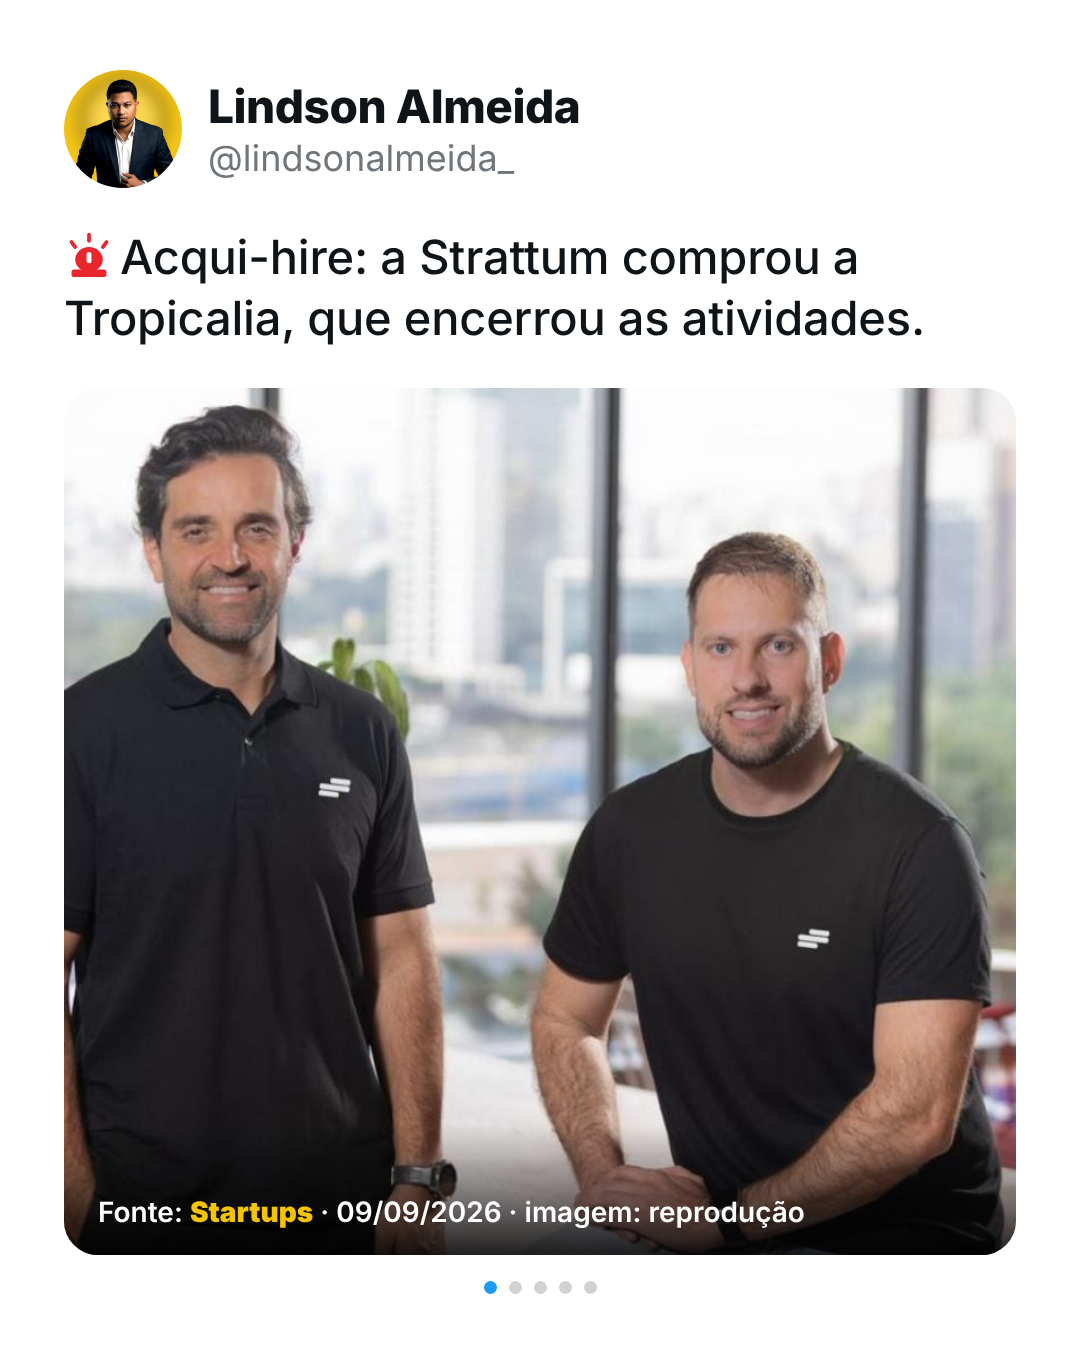 Lindson Almeida
@lindsonalmeida_
🚨 Acqui-hire: a Strattum comprou a
Tropicalia, que encerrou as atividades.
Fonte: Startups · 09/09/2026 · imagem: reprodução